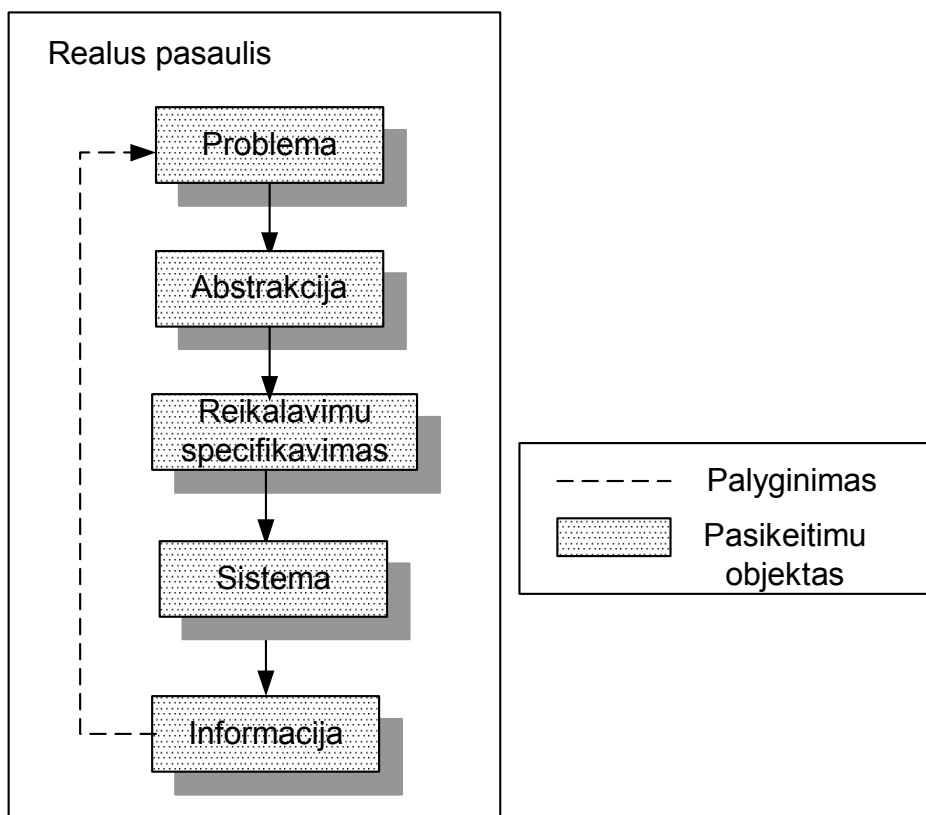 Realus pasaulis
Problema
Abstrakcija
Reikalavimu
specifikavimas
Sistema
Informacija
Palyginimas
Pasikeitimu
objektas